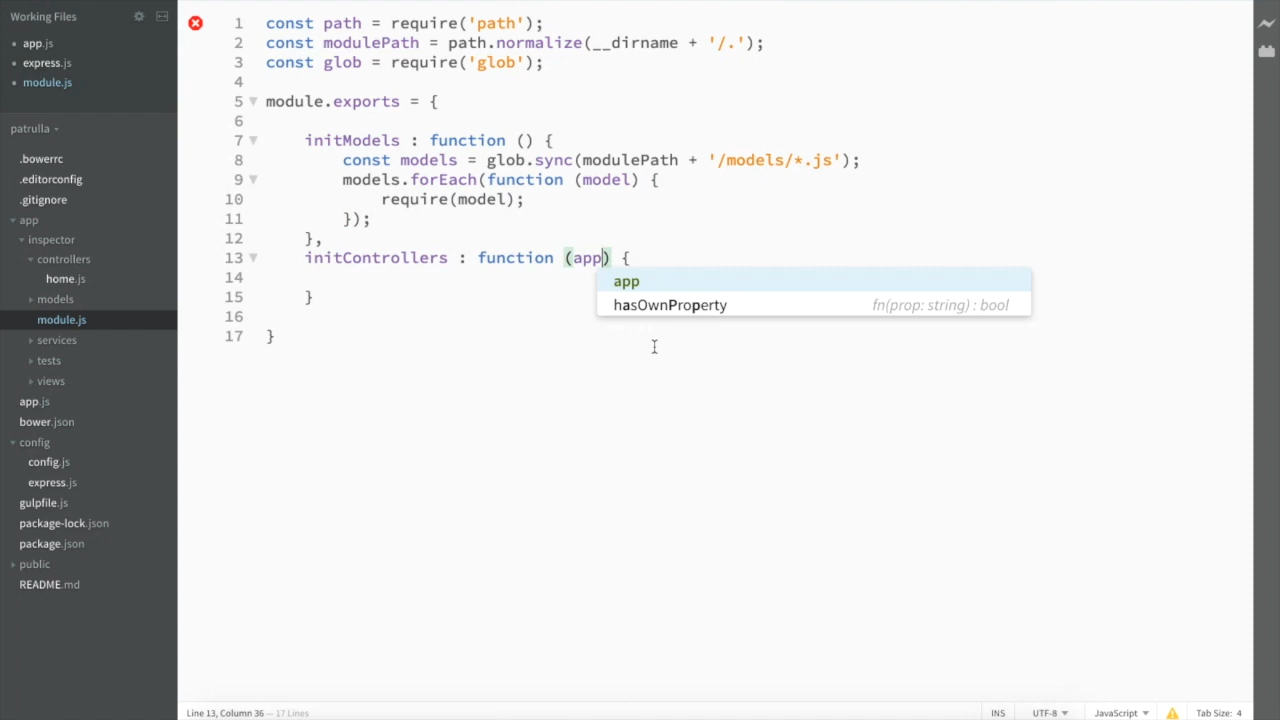 Working Files
app.js
express.js
module.js
patrulla
.bowerrc
.editorconfig
.gitignore
app
inspector
controllers
home.js
models
module.js
services
tests
views
app.js
bower.json
config
config.js
express.js
gulpfile.js
package-lock.json
package.json
public
README.md
1 const path = require('path');
2 const modulePath = path.normalize(__dirname + '/.');
3 const glob = require('glob');
4
5 module.exports = {
6
7 initModels : function () {
8 const models = glob.sync(modulePath + '/models/*.js');
9 models.forEach(function (model) {
10 require(model);
11 });
12 },
13 initControllers : function (app) {
14
15 }
16
17 }
app
hasOwnProperty fn(prop: string) : bool
Line 13, Column 36 — 17 Lines
INS UTF-8 JavaScript Tab Size: 4